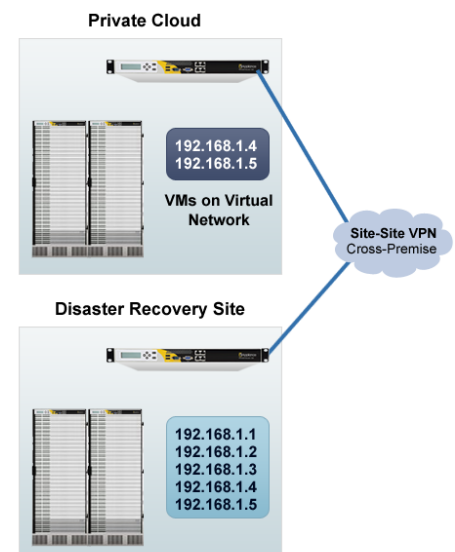 Private Cloud
192.168.1.4
192.168.1.5
VMs on Virtual
Network
Site-Site VPN
Cross-Premise
Disaster Recovery Site
192.168.1.1
192.168.1.2
192.168.1.3
192.168.1.4
192.168.1.5